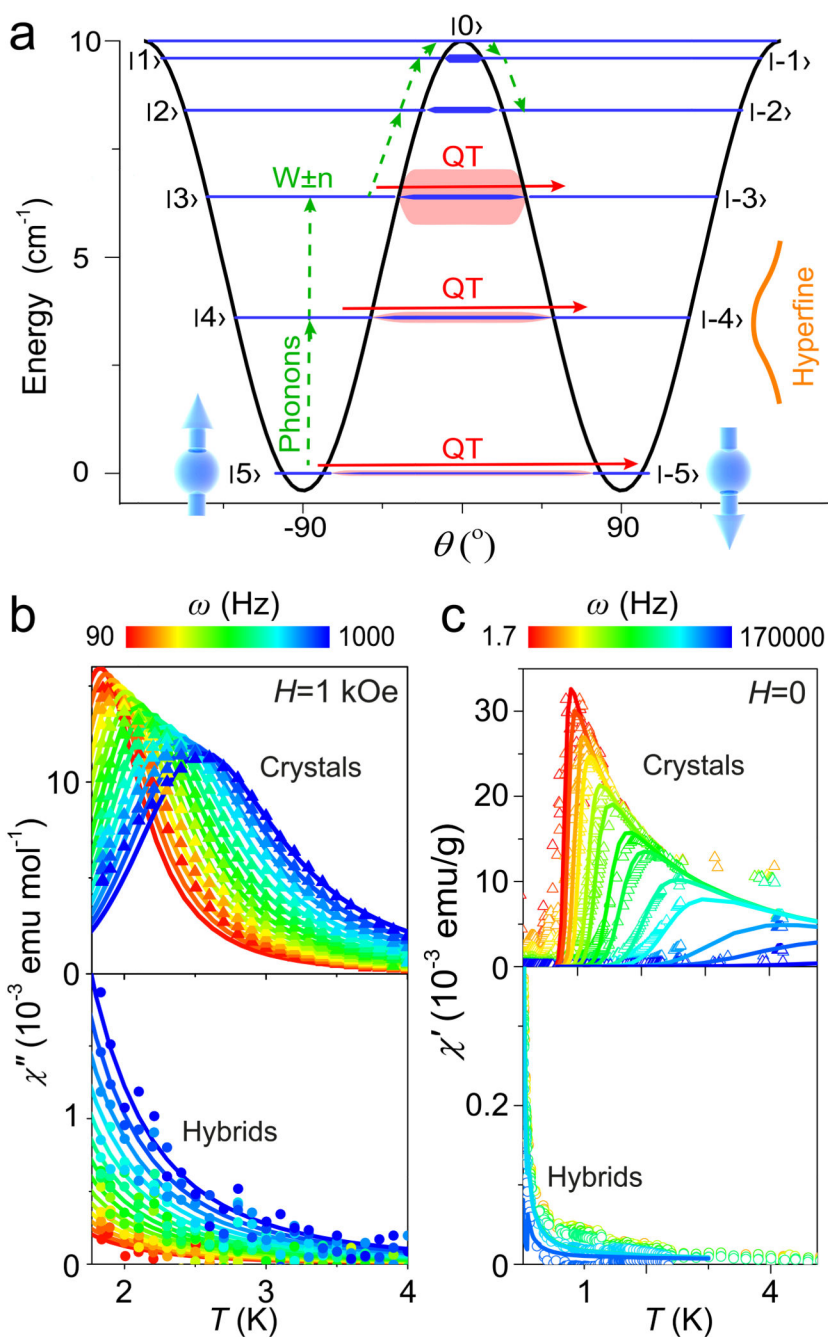 a
|0›
10
|1›
|-1›
|2›
|-2›
QT
W±n
|3›
|-3›
5
Energy (cm⁻¹)
QT
|4›
|-4›
Hyperfine
Phonons
QT
0
|5›
|-5›
-90
90
θ (°)
b
ω (Hz)
90
1000
H=1 kOe
Crystals
10
0
χ" (10⁻³ emu mol⁻¹)
1
Hybrids
0
2
3
4
T (K)
c
ω (Hz)
1.7
170000
H=0
30
Crystals
20
10
0
χ' (10⁻³ emu/g)
0.2
Hybrids
0
1
4
T (K)